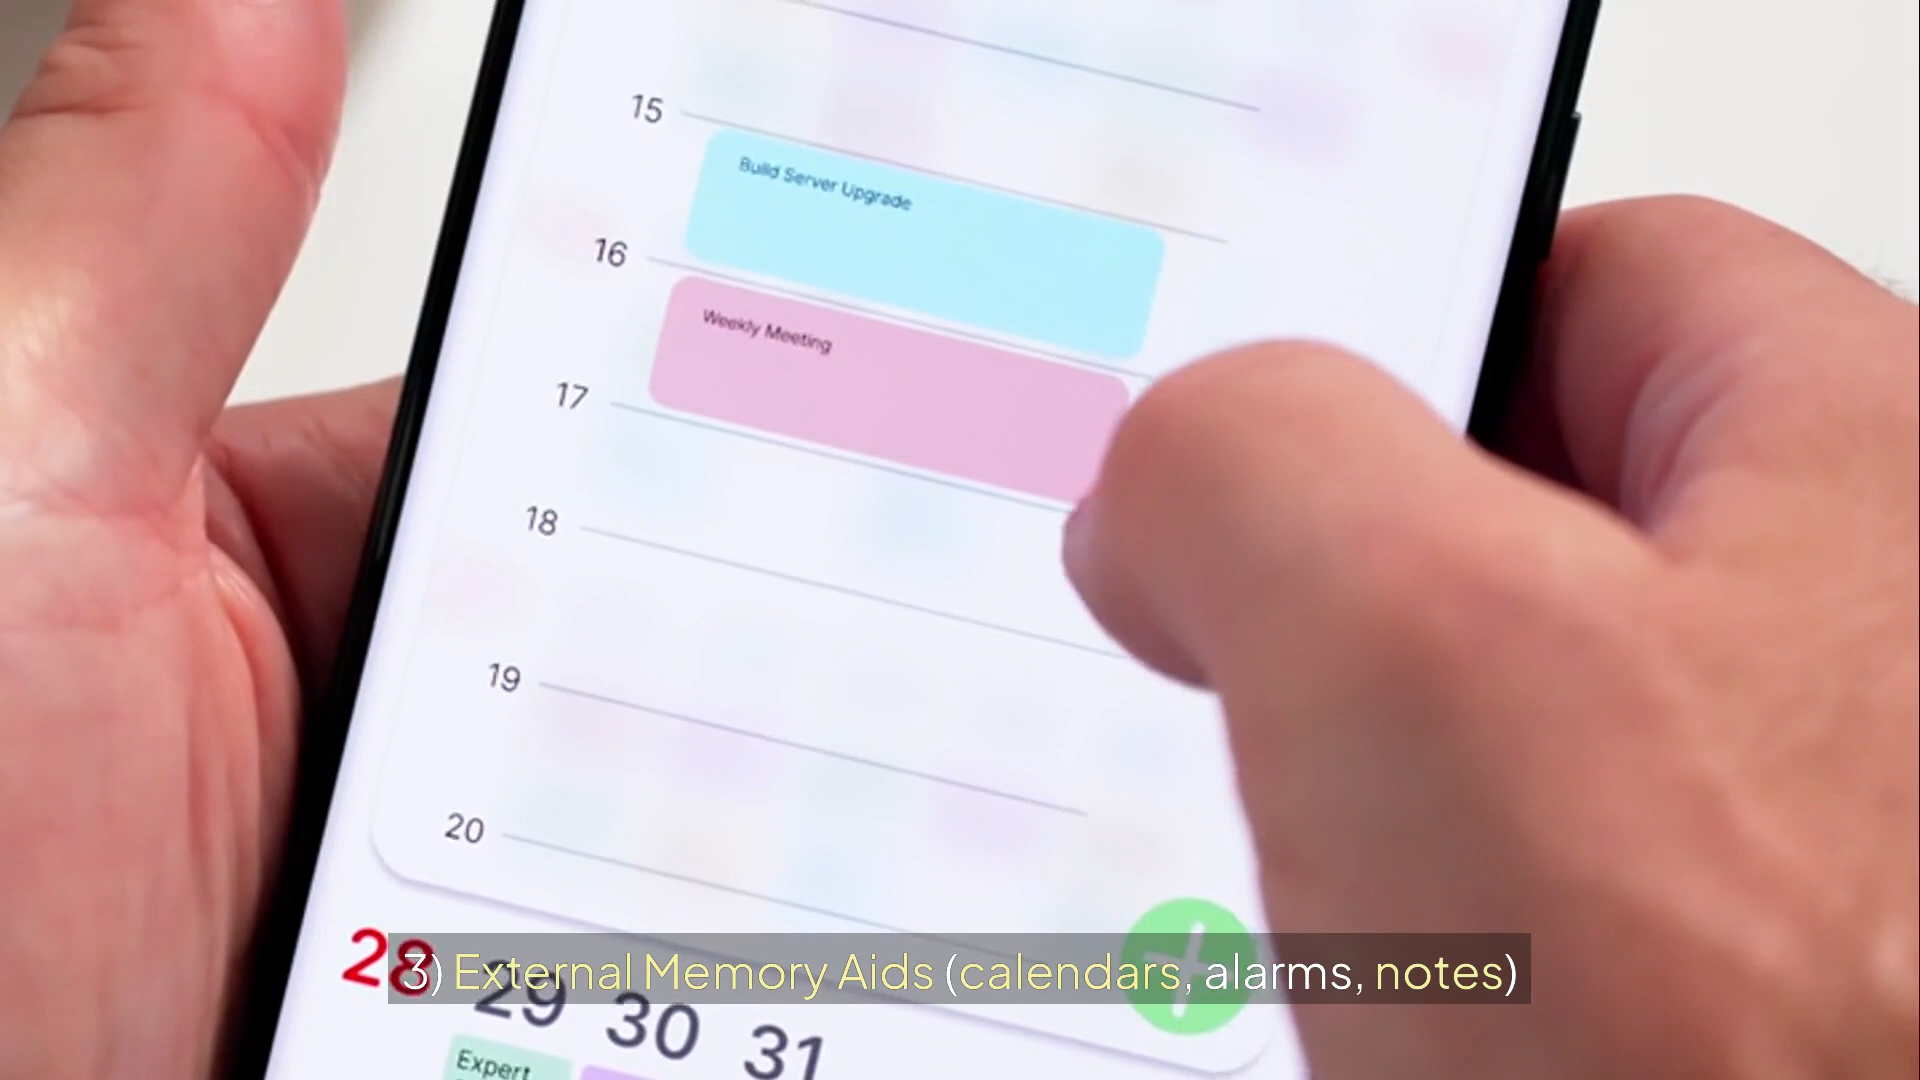 15
Build Server Upgrade
16
Weekly Meeting
17
18
19
20
28 29 30 31
3) External Memory Aids (calendars, alarms, notes)
Expert